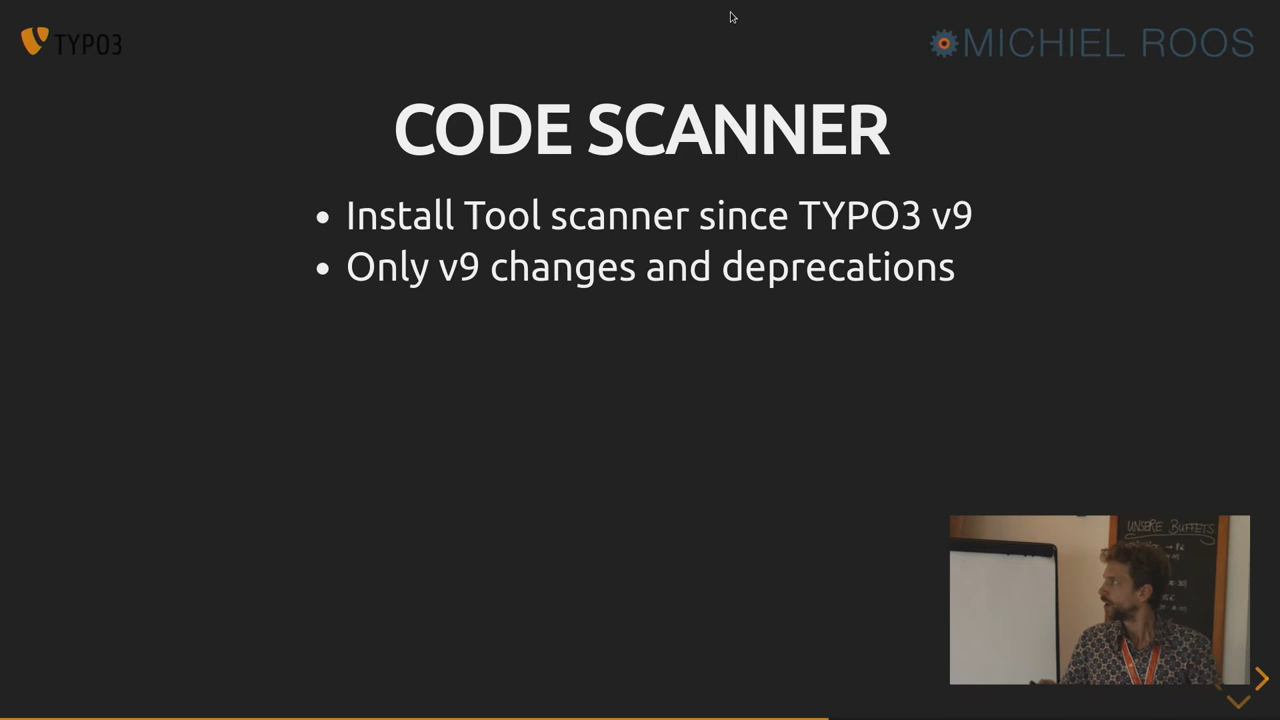 TYPO3
MICHIEL ROOS
CODE SCANNER
• Install Tool scanner since TYPO3 v9
• Only v9 changes and deprecations
UNSERE BUFFETS